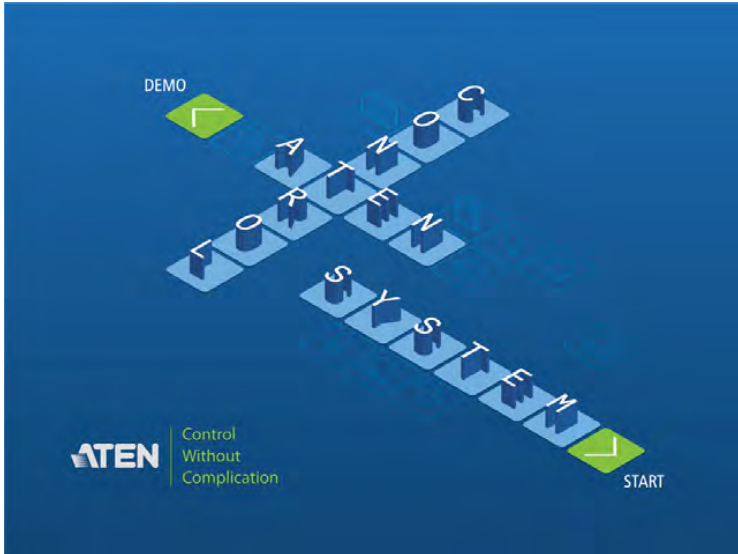 DEMO
ATEN
CONTROL
SYSTEM
START
ATEN
Control
Without
Complication